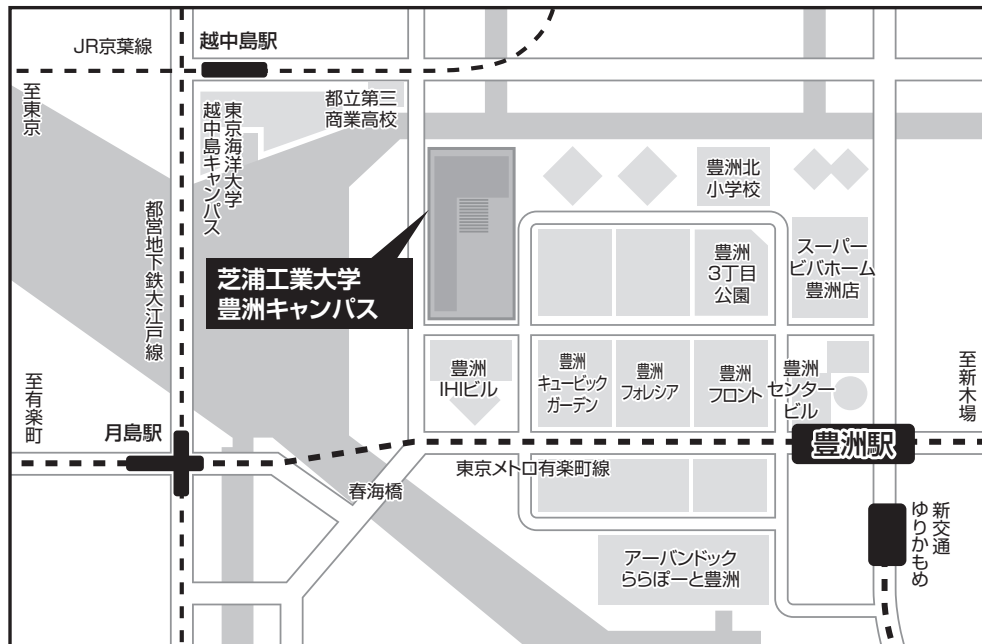 JR京葉線
越中島駅
至東京
都立第三
商業高校
東京海洋大学
越中島キャンパス
都営地下鉄大江戸線
豊洲北
小学校
芝浦工業大学
豊洲キャンパス
豊洲
3丁目
公園
スーパー
ビバホーム
豊洲店
豊洲
IHIビル
豊洲
キュービック
ガーデン
豊洲
フォレシア
豊洲
フロント
豊洲
センター
ビル
至新木場
至有楽町
月島駅
豊洲駅
東京メトロ有楽町線
春海橋
新交通
ゆりかもめ
アーバンドック
ららぽーと豊洲